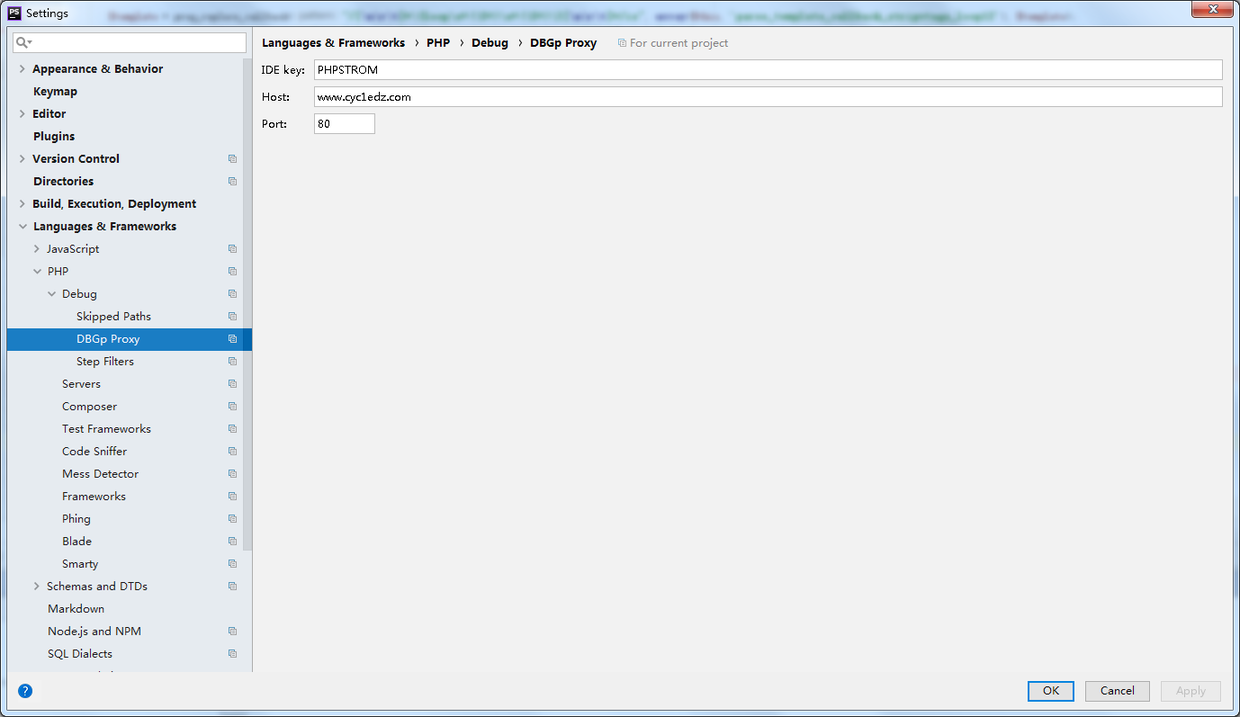 PS Settings
Languages & Frameworks › PHP › Debug › DBGp Proxy For current project
IDE key: PHPSTROM
Host: www.cyc1edz.com
Port: 80
Appearance & Behavior
Keymap
Editor
Plugins
Version Control
Directories
Build, Execution, Deployment
Languages & Frameworks
JavaScript
PHP
Debug
Skipped Paths
DBGp Proxy
Step Filters
Servers
Composer
Test Frameworks
Code Sniffer
Mess Detector
Frameworks
Phing
Blade
Smarty
Schemas and DTDs
Markdown
Node.js and NPM
SQL Dialects
?
OK Cancel Apply